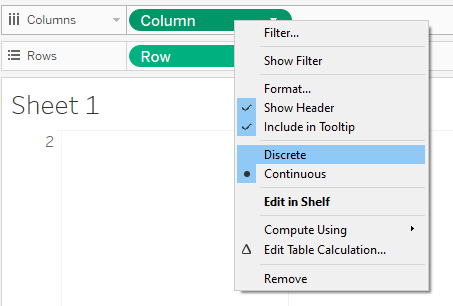 Columns
Column
Rows
Row
Sheet 1
2
Filter...
Show Filter
Format...
Show Header
Include in Tooltip
Discrete
Continuous
Edit in Shelf
Compute Using
Edit Table Calculation...
Remove